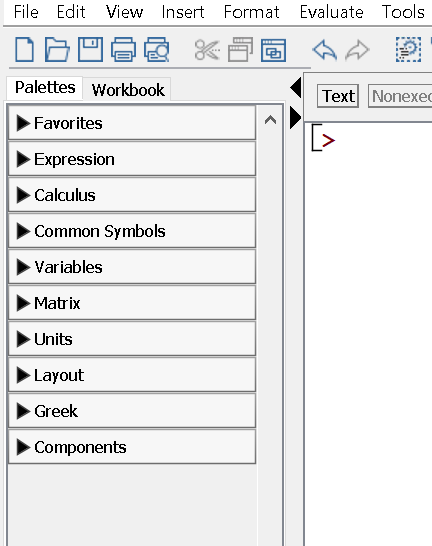 File Edit View Insert Format Evaluate Tools
Palettes Workbook
Text
Favorites
>
Expression
Calculus
Common Symbols
Variables
Matrix
Units
Layout
Greek
Components